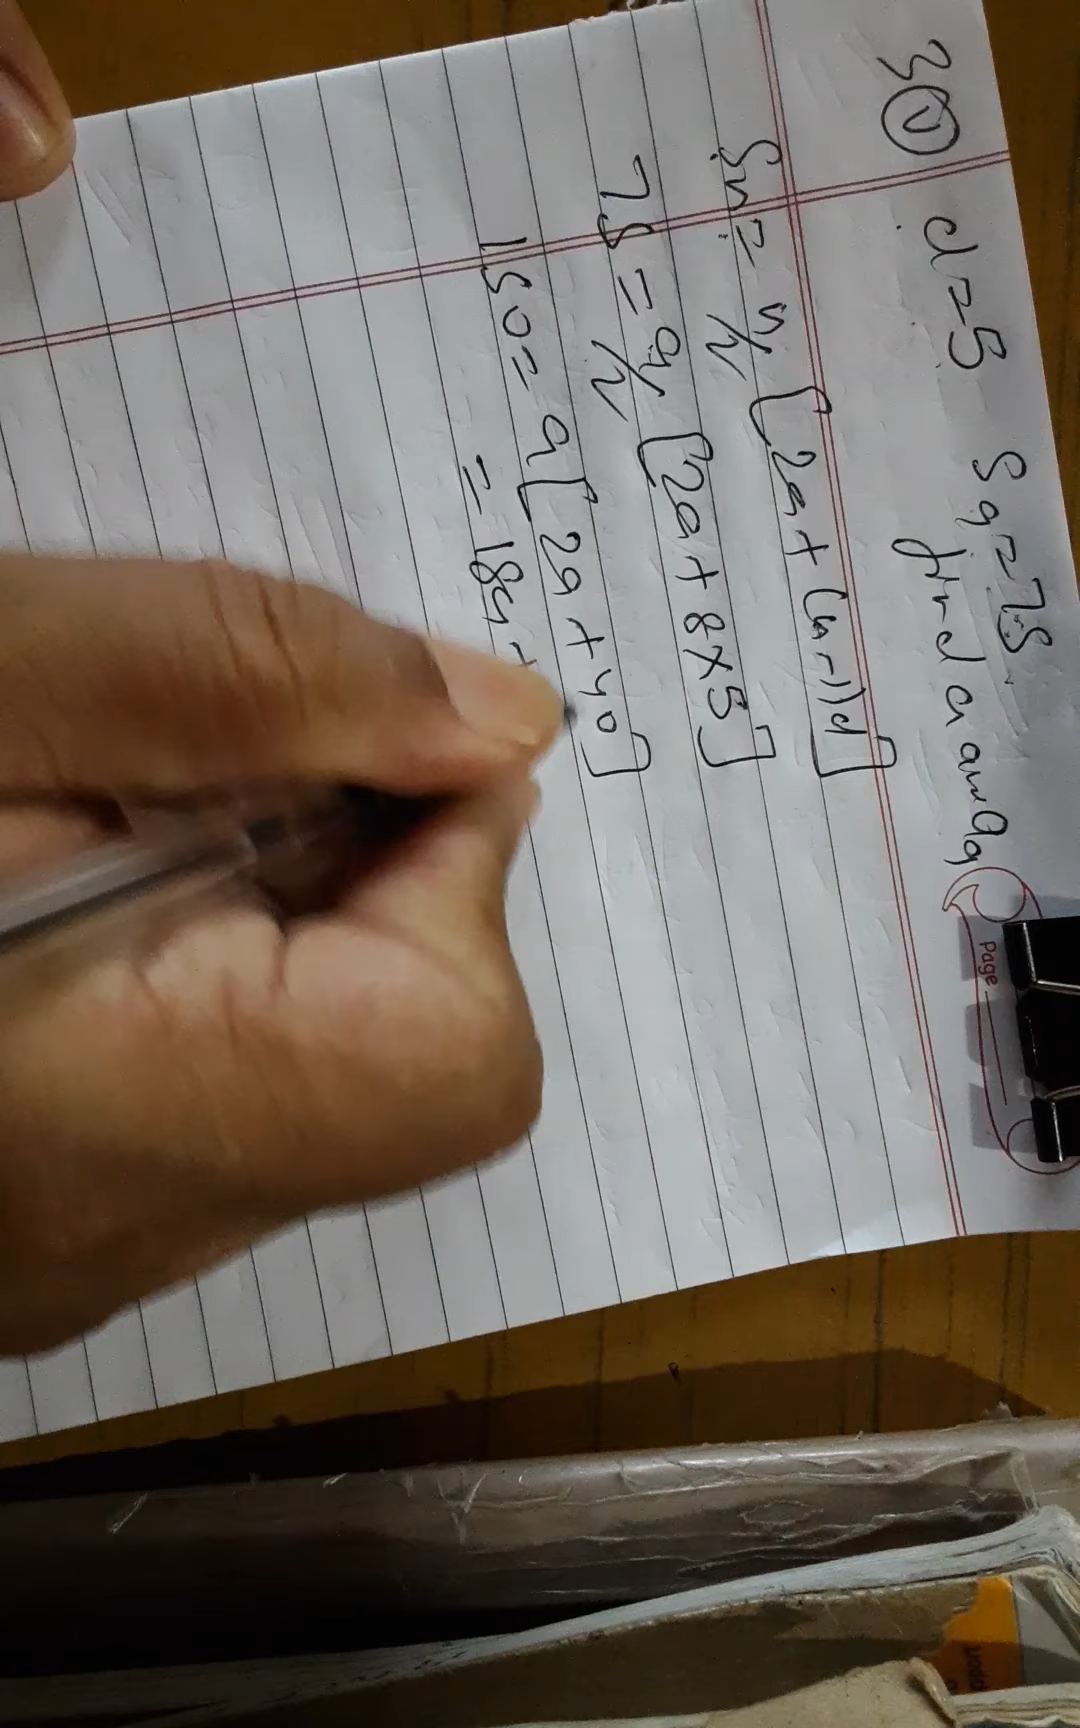 3 (v) d=5 S9=75
find a and a9
Sn = n/2 [2a+(n-1)d]
75 = 9/2 [2a+8×5]
150 = 9[2a+40]
= 18a+
Page